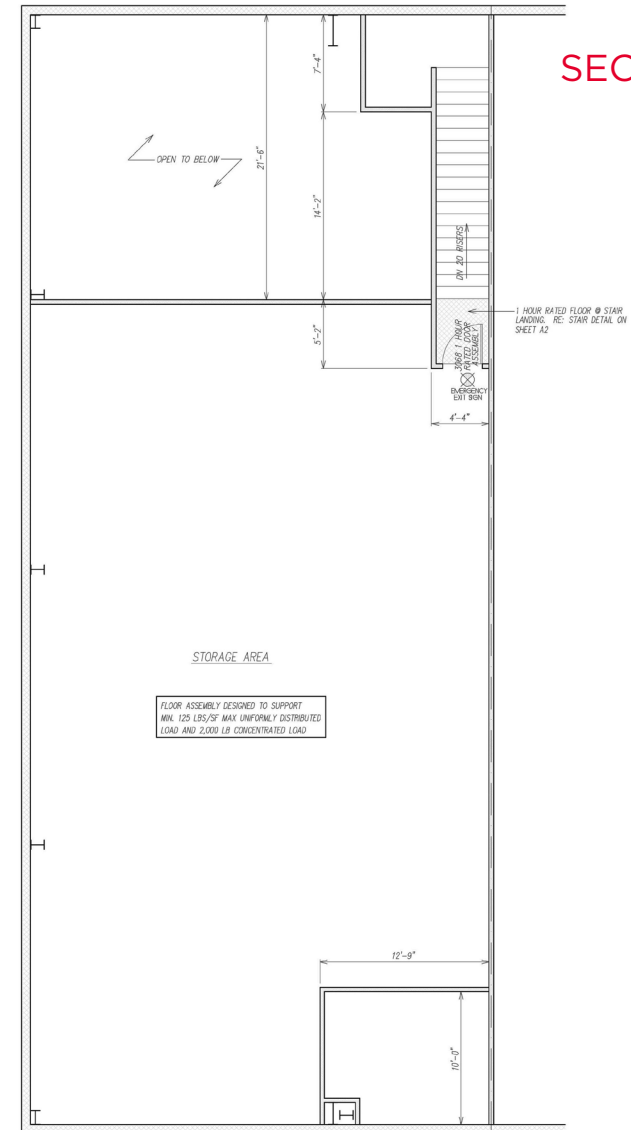 SEC
7'-4"
OPEN TO BELOW
21'-6"
14'-2"
DN 20 RISERS
1 HOUR RATED FLOOR @ STAIR
LANDING. RE: STAIR DETAIL ON
SHEET A2
5'-2"
3068 1 HOUR
RATED DOOR
ASSEMBLY
EMERGENCY
EXIT SIGN
4'-4"
STORAGE AREA
FLOOR ASSEMBLY DESIGNED TO SUPPORT
MIN. 125 LBS/SF MAX UNIFORMLY DISTRIBUTED
LOAD AND 2,000 LB CONCENTRATED LOAD
12'-9"
10'-0"